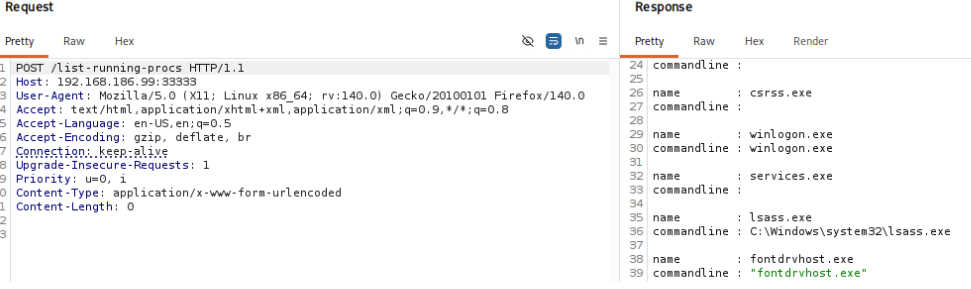 Request
Pretty Raw Hex \n
1 POST /list-running-procs HTTP/1.1
2 Host: 192.168.186.99:33333
3 User-Agent: Mozilla/5.0 (X11; Linux x86_64; rv:140.0) Gecko/20100101 Firefox/140.0
4 Accept: text/html,application/xhtml+xml,application/xml;q=0.9,*/*;q=0.8
5 Accept-Language: en-US,en;q=0.5
6 Accept-Encoding: gzip, deflate, br
7 Connection: keep-alive
8 Upgrade-Insecure-Requests: 1
9 Priority: u=0, i
0 Content-Type: application/x-www-form-urlencoded
1 Content-Length: 0
2
3
Response
Pretty Raw Hex Render
24 commandline :
25
26 name : csrss.exe
27 commandline :
28
29 name : winlogon.exe
30 commandline : winlogon.exe
31
32 name : services.exe
33 commandline :
34
35 name : lsass.exe
36 commandline : C:\Windows\system32\lsass.exe
37
38 name : fontdrvhost.exe
39 commandline : "fontdrvhost.exe"